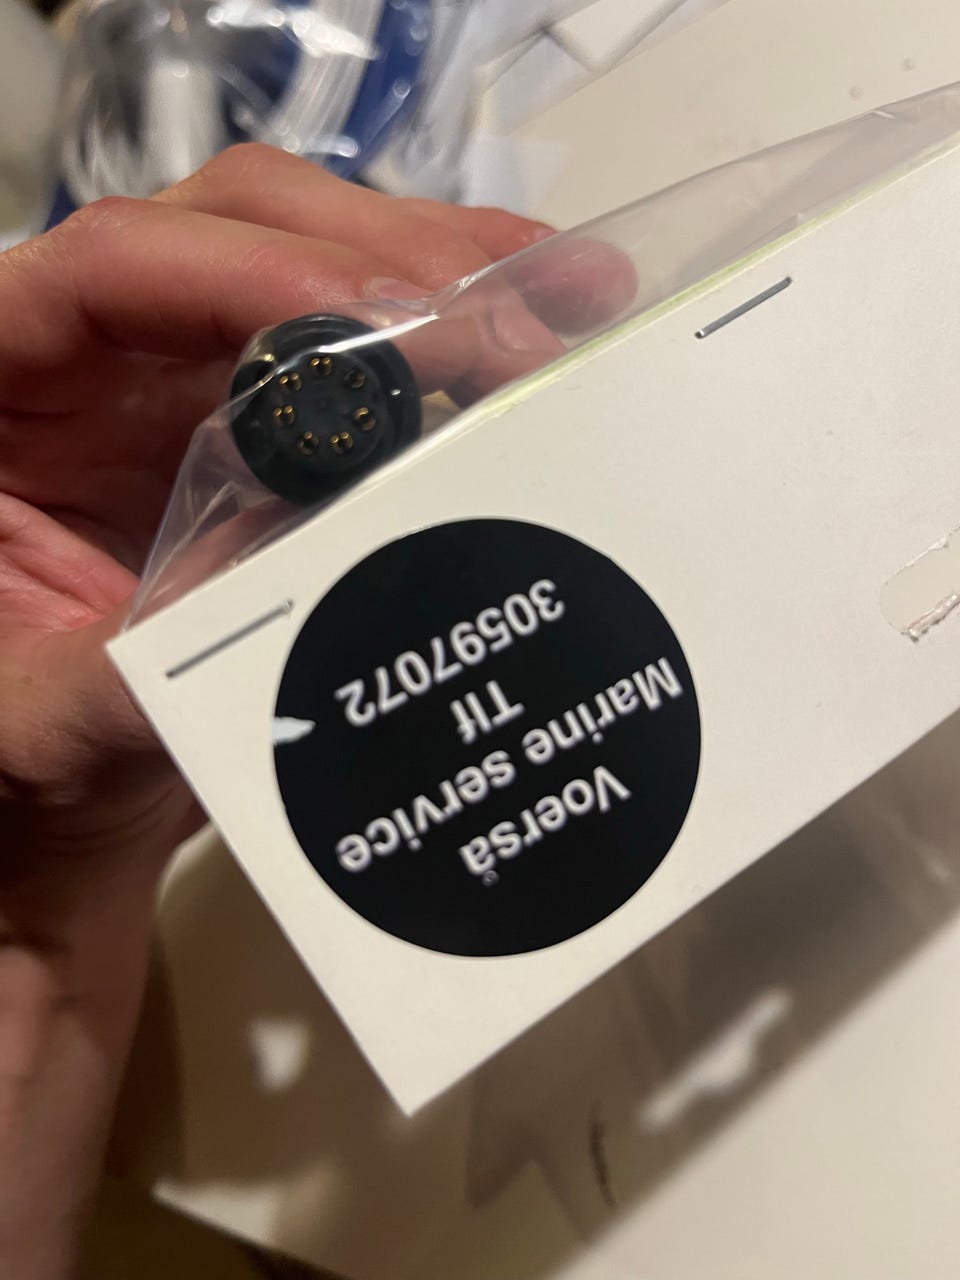 Voerså
Marine service
Tlf
30597072